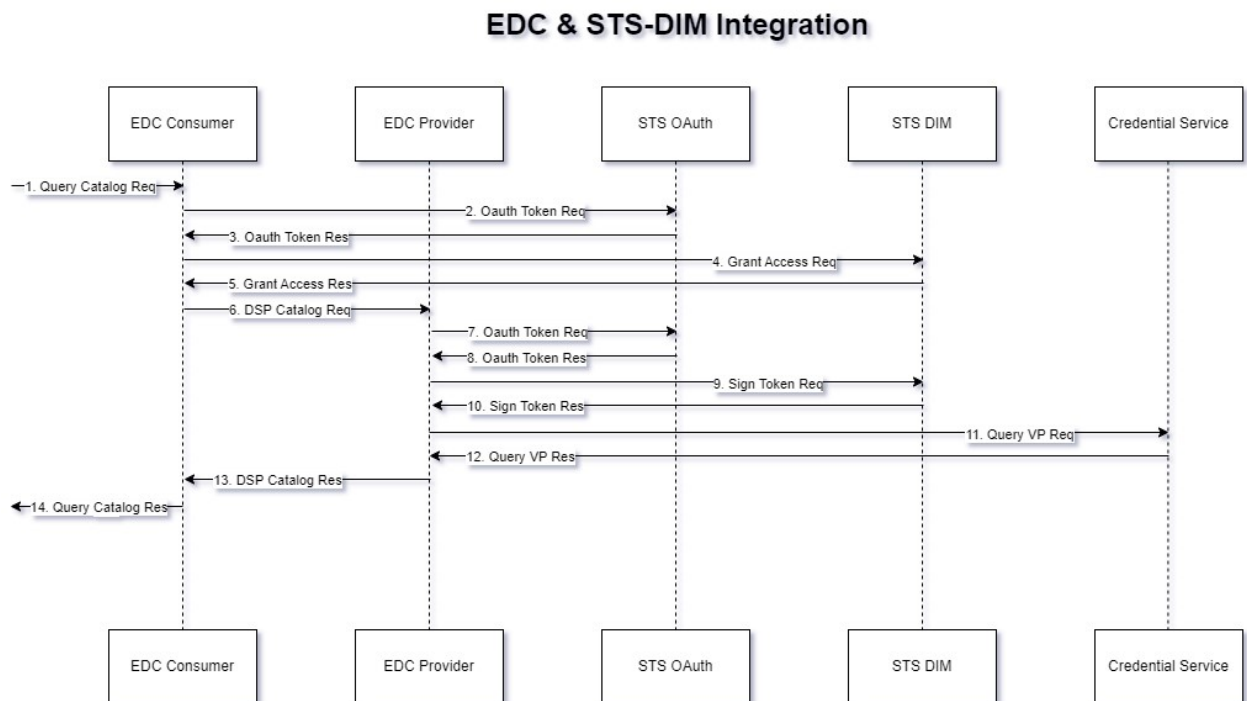 EDC & STS-DIM Integration
EDC Consumer
EDC Provider
STS OAuth
STS DIM
Credential Service
1. Query Catalog Req
2. Oauth Token Req
3. Oauth Token Res
4. Grant Access Req
5. Grant Access Res
6. DSP Catalog Req
7. Oauth Token Req
8. Oauth Token Res
9. Sign Token Req
10. Sign Token Res
11. Query VP Req
12. Query VP Res
13. DSP Catalog Res
14. Query Catalog Res
EDC Consumer
EDC Provider
STS OAuth
STS DIM
Credential Service